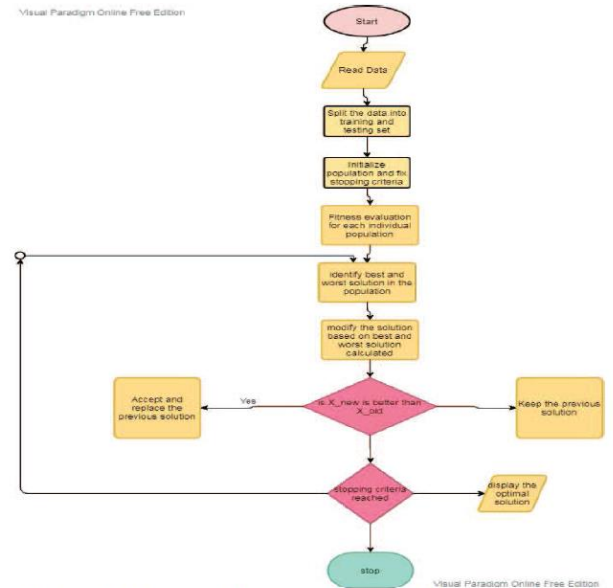 Visual Paradigm Online Free Edition
Start
Read Data
Split the data into
training and
testing set
Initialize
population and fix
stopping criteria
Fitness evaluation
for each individual
population
identify best and
worst solution in the
population
modify the solution
based on best and
worst solution
calculated
Accept and
replace the
previous solution
Yes
is X_new is better than
X_old
Keep the previous
solution
stopping criteria
reached
display the
optimal
solution
stop
Visual Paradigm Online Free Edition